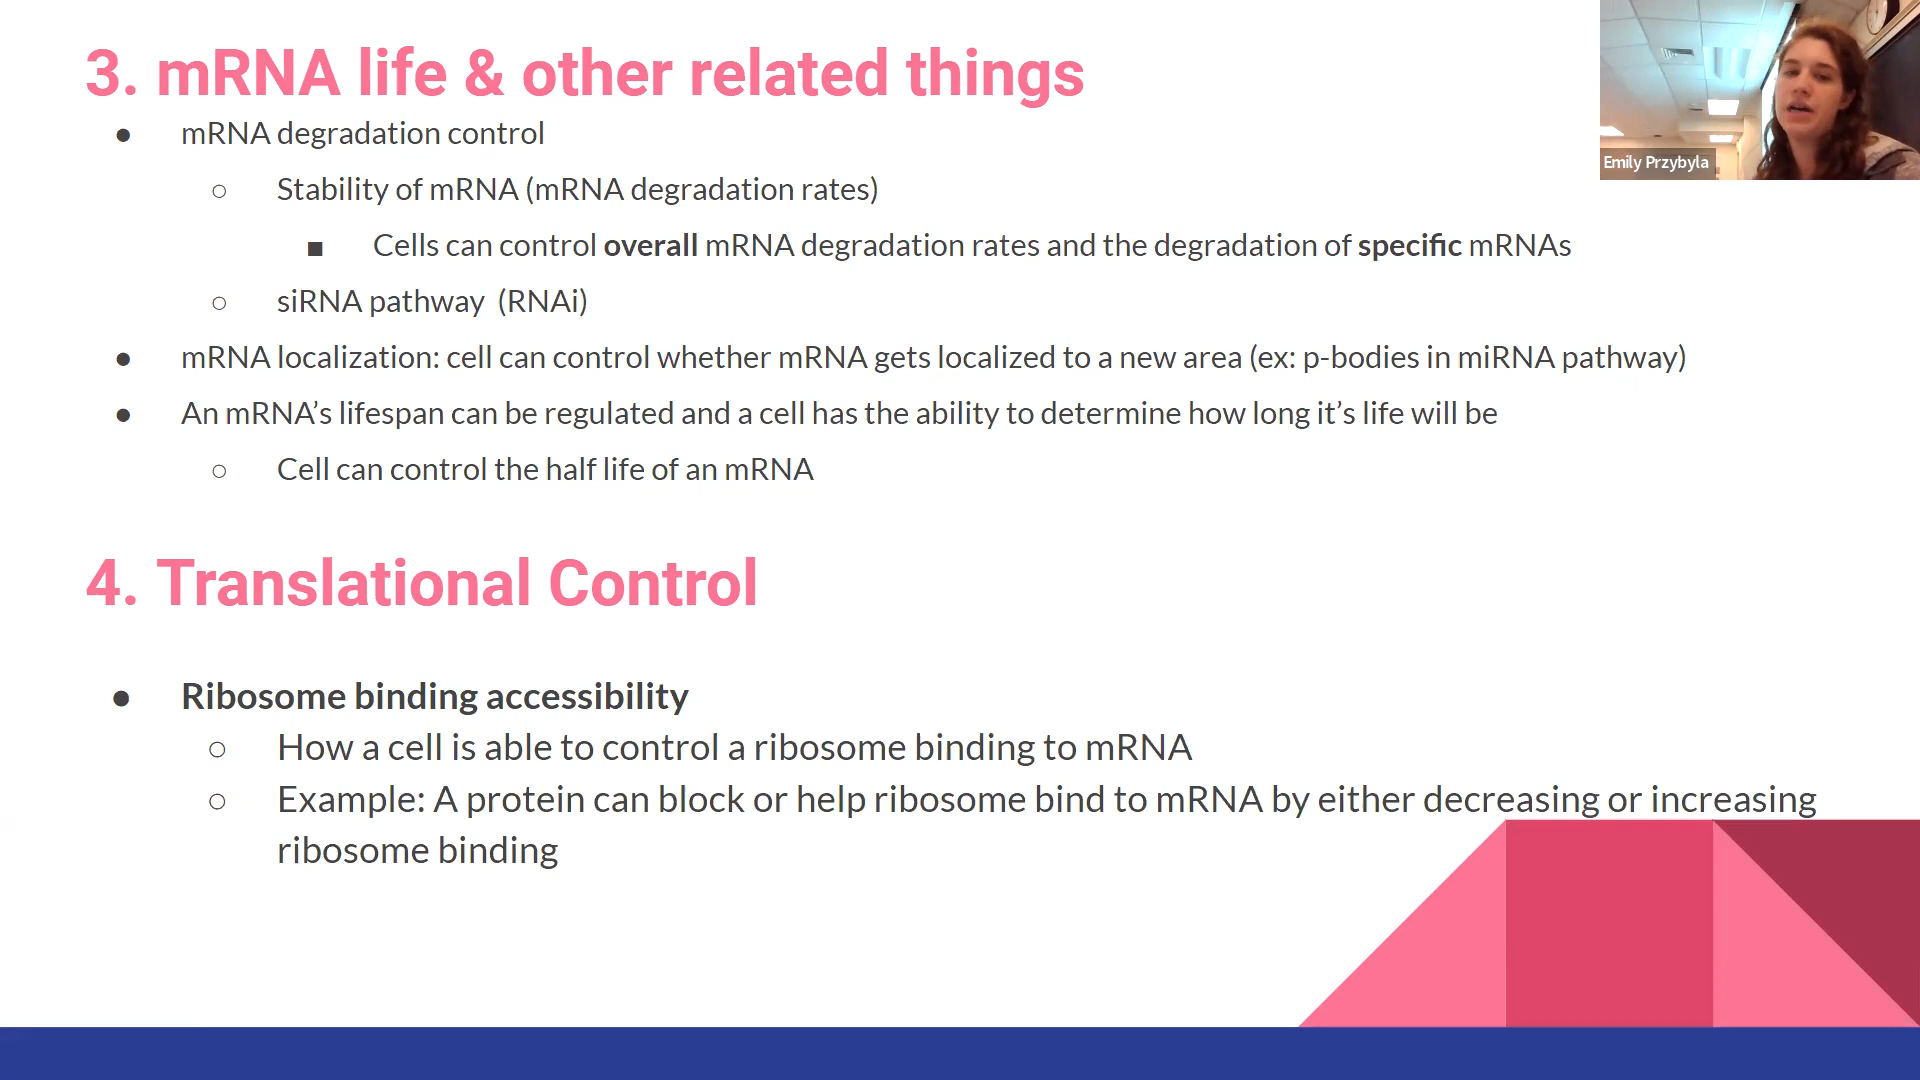 3. mRNA life & other related things
● mRNA degradation control
○ Stability of mRNA (mRNA degradation rates)
■ Cells can control overall mRNA degradation rates and the degradation of specific mRNAs
○ siRNA pathway (RNAi)
● mRNA localization: cell can control whether mRNA gets localized to a new area (ex: p-bodies in miRNA pathway)
● An mRNA’s lifespan can be regulated and a cell has the ability to determine how long it’s life will be
○ Cell can control the half life of an mRNA
4. Translational Control
● Ribosome binding accessibility
○ How a cell is able to control a ribosome binding to mRNA
○ Example: A protein can block or help ribosome bind to mRNA by either decreasing or increasing
ribosome binding
Emily Przybyla